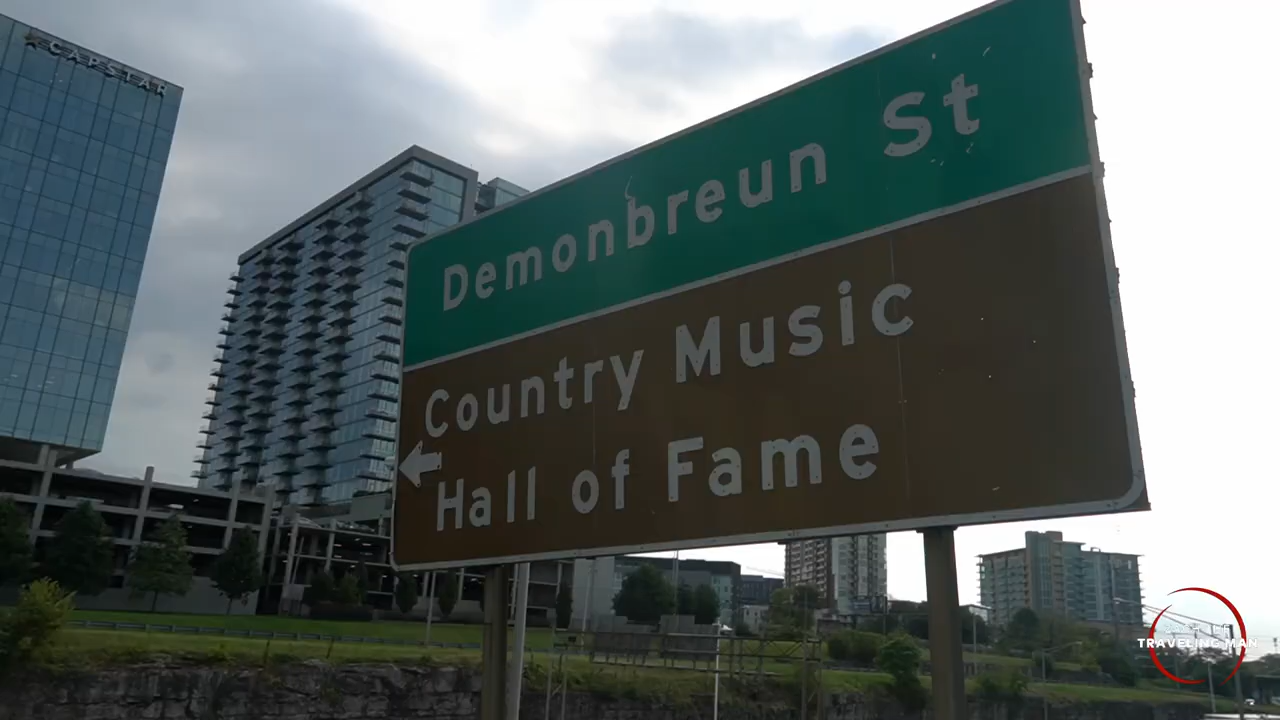 CAPSTAR
Demonbreun St
Country Music
Hall of Fame
TRAVELING MAN